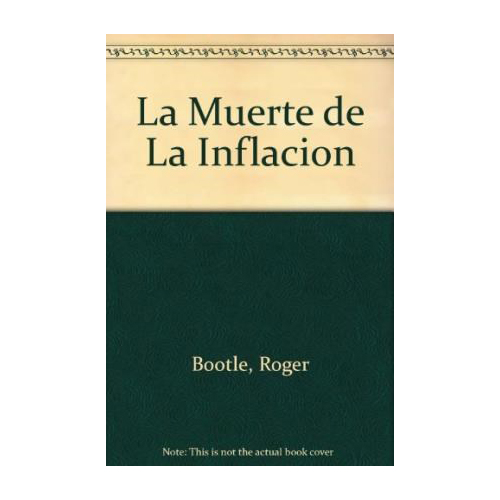 La Muerte de
La Inflacion
Bootle, Roger
Note: This is not the actual book cover